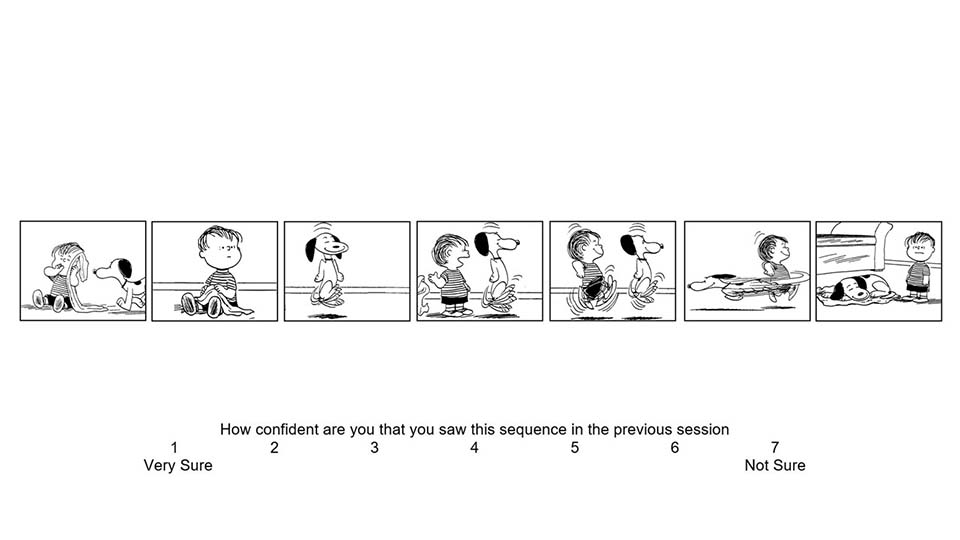 How confident are you that you saw this sequence in the previous session
1 2 3 4 5 6 7
Very Sure Not Sure